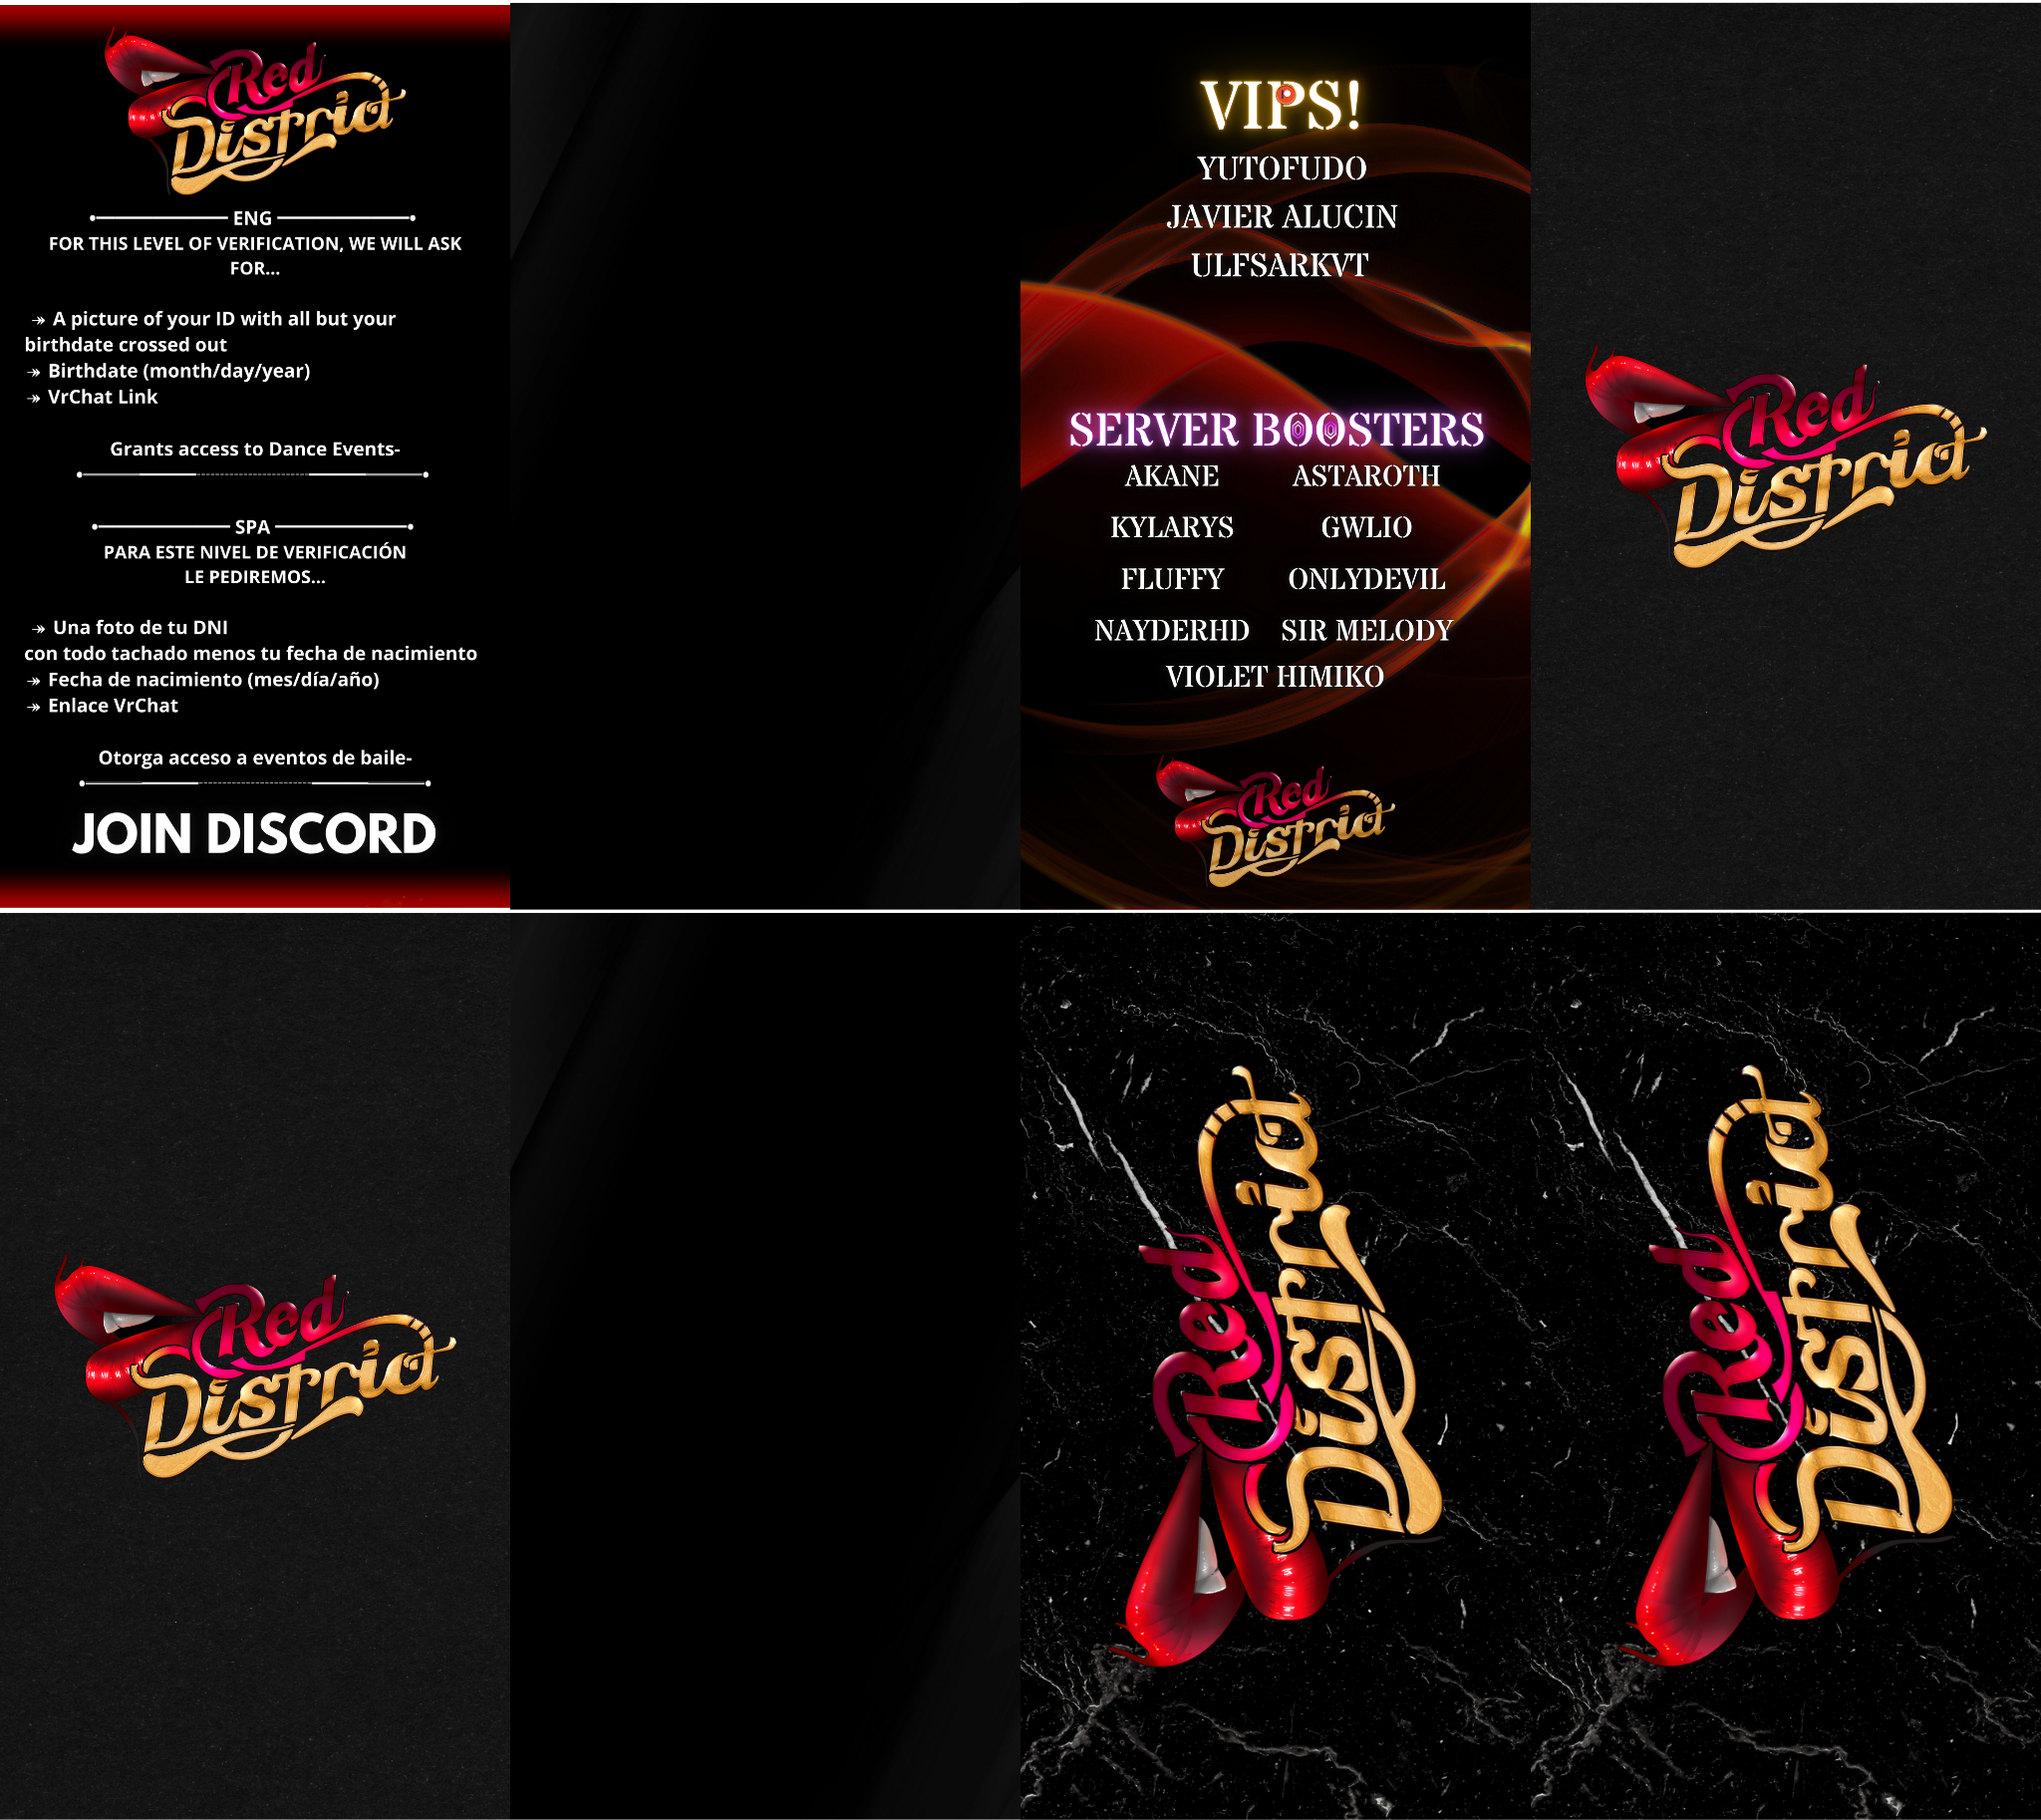 Red
District
ENG
FOR THIS LEVEL OF VERIFICATION, WE WILL ASK
FOR...
↠ A picture of your ID with all but your
birthdate crossed out
↠ Birthdate (month/day/year)
↠ VrChat Link
Grants access to Dance Events-
SPA
PARA ESTE NIVEL DE VERIFICACIÓN
LE PEDIREMOS...
↠ Una foto de tu DNI
con todo tachado menos tu fecha de nacimiento
↠ Fecha de nacimiento (mes/día/año)
↠ Enlace VrChat
Otorga acceso a eventos de baile-
JOIN DISCORD
VIPS!
YUTOFUDO
JAVIER ALUCIN
ULFSARKVT
SERVER BOOSTERS
AKANE ASTAROTH
KYLARYS GWLIO
FLUFFY ONLYDEVIL
NAYDERHD SIR MELODY
VIOLET HIMIKO
Red
District
Red
District
Red
District
Red
District
Red
District